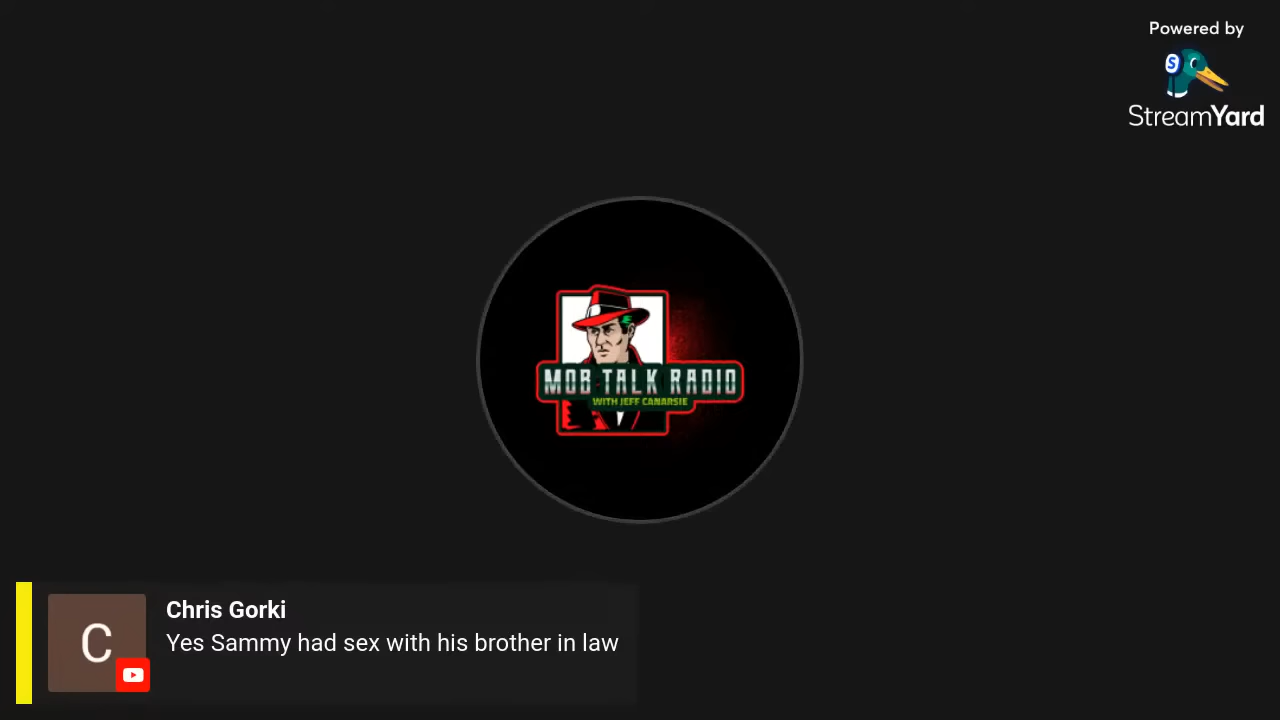 Powered by
S
StreamYard
MOB TALK RADIO
WITH JEFF CANARSIE
C
Chris Gorki
Yes Sammy had sex with his brother in law